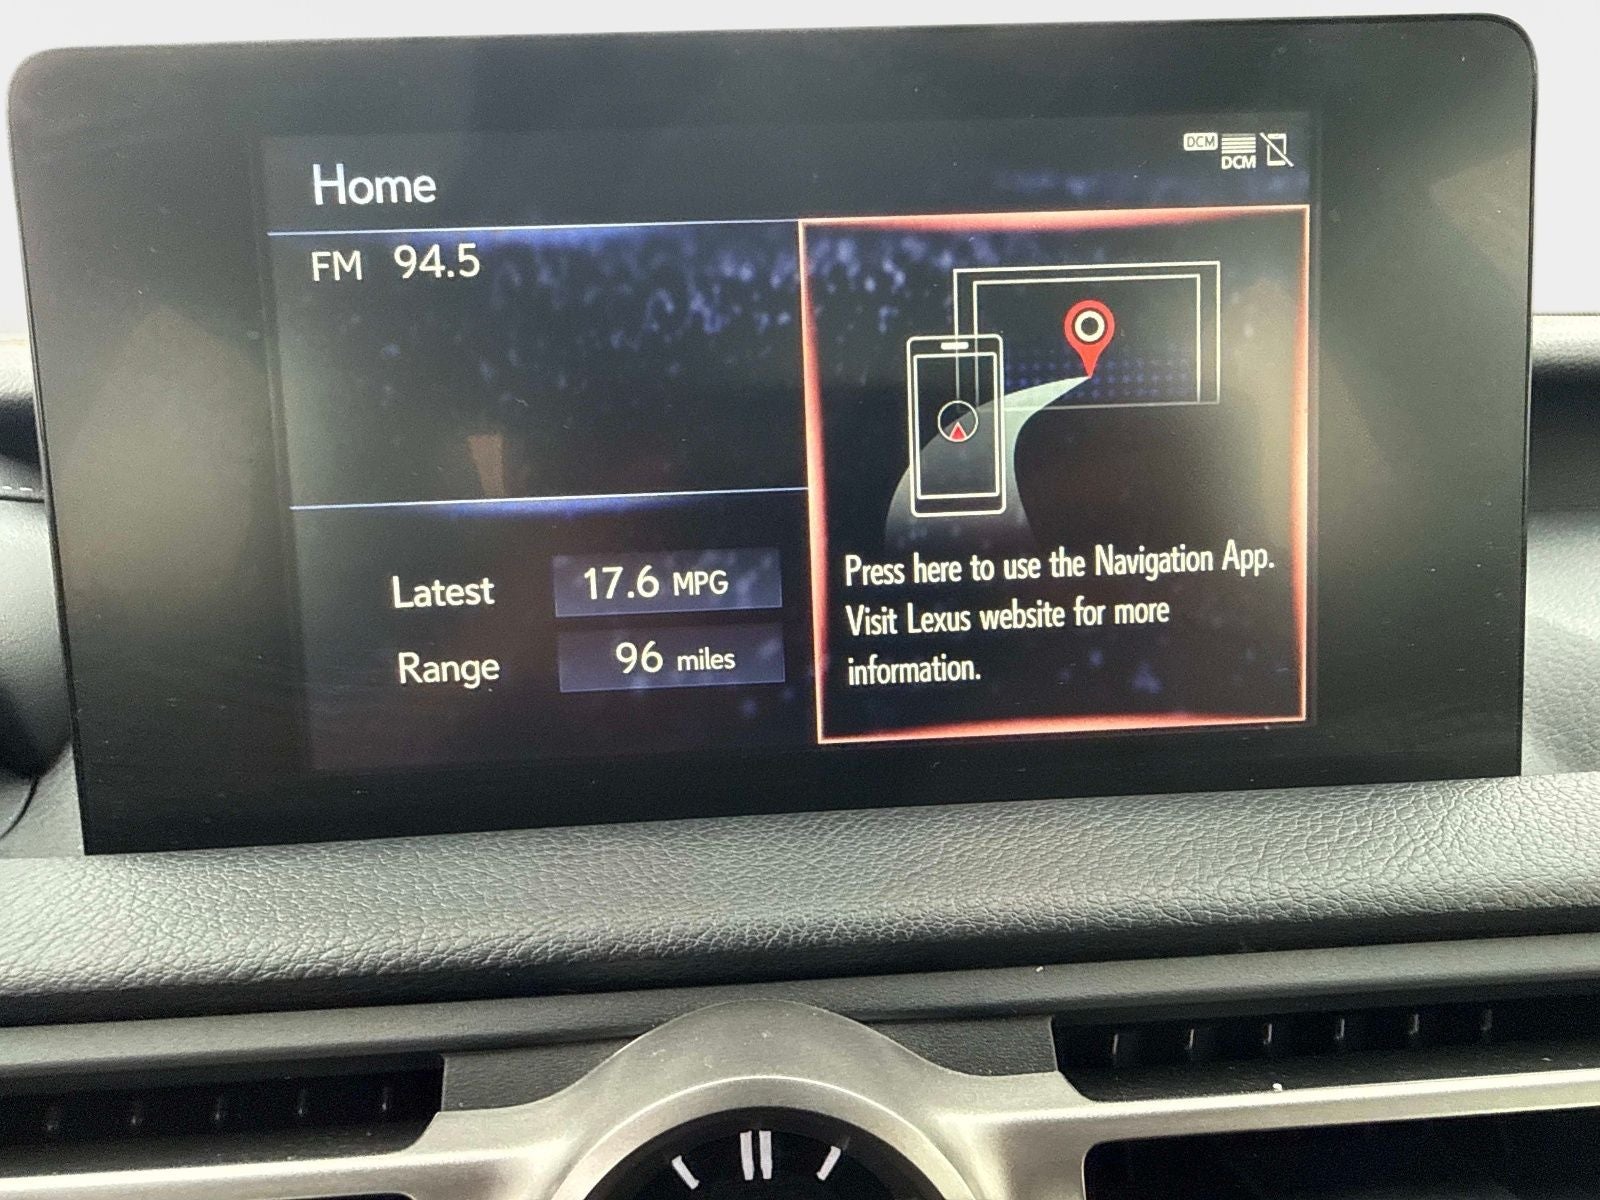 DCM
DCM
Home
FM 94.5
Latest 17.6 MPG
Range 96 miles
Press here to use the Navigation App.
Visit Lexus website for more
information.